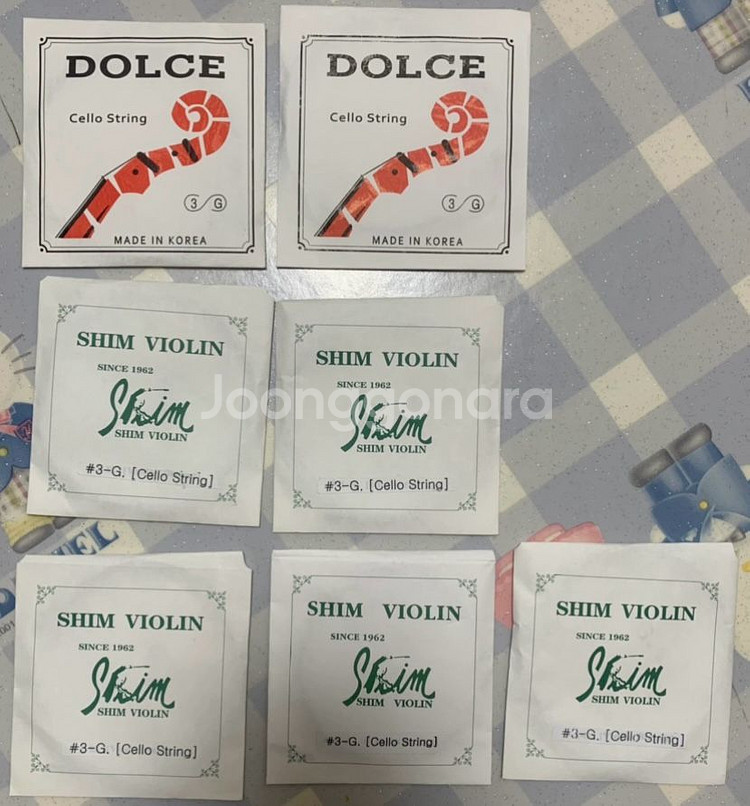 DOLCE
Cello String
3 G
MADE IN KOREA
DOLCE
Cello String
3 G
MADE IN KOREA
SHIM VIOLIN
SINCE 1962
Shim
SHIM VIOLIN
#3-G. [Cello String]
SHIM VIOLIN
SINCE 1962
Shim
SHIM VIOLIN
#3-G. [Cello String]
Joonggonara
SHIM VIOLIN
SINCE 1962
Shim
SHIM VIOLIN
#3-G. [Cello String]
SHIM VIOLIN
SINCE 1962
Shim
SHIM VIOLIN
#3-G. [Cello String]
SHIM VIOLIN
SINCE 1962
Shim
SHIM VIOLIN
#3-G. [Cello String]